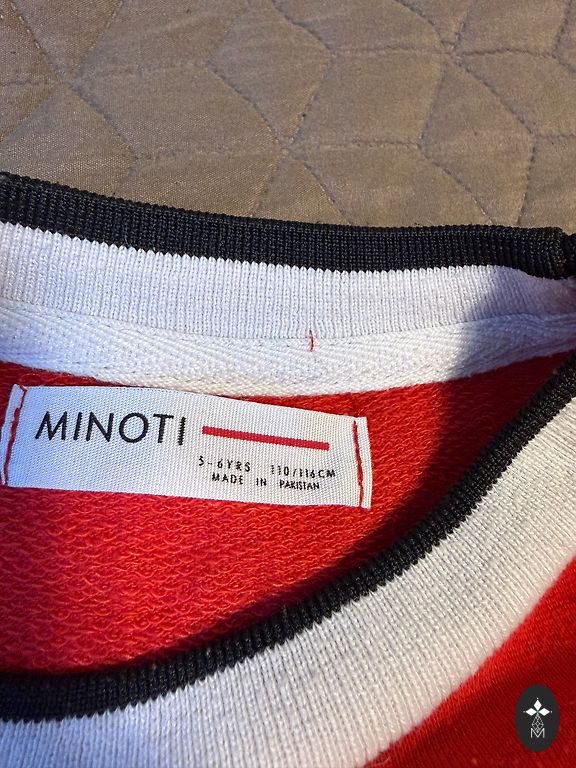 MINOTI
5-6YRS 110/116CM
MADE IN PAKISTAN
M